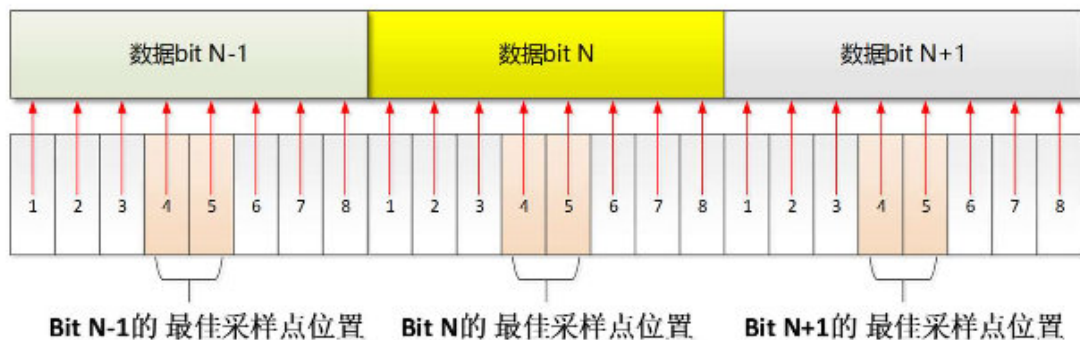 数据bit N-1 数据bit N 数据bit N+1
1 2 3 4 5 6 7 8 1 2 3 4 5 6 7 8 1 2 3 4 5 6 7 8
Bit N-1的 最佳采样点位置 Bit N的 最佳采样点位置 Bit N+1的 最佳采样点位置